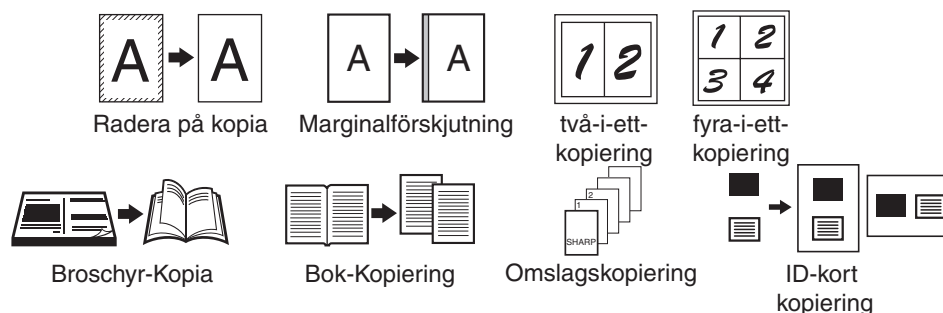 A A
Radera på kopia
A A
Marginalförskjutning
1 2
två-i-ett-
kopiering
1 2
3 4
fyra-i-ett-
kopiering
Broschyr-Kopia
Bok-Kopiering
2
1
SHARP
Omslagskopiering
ID-kort
kopiering